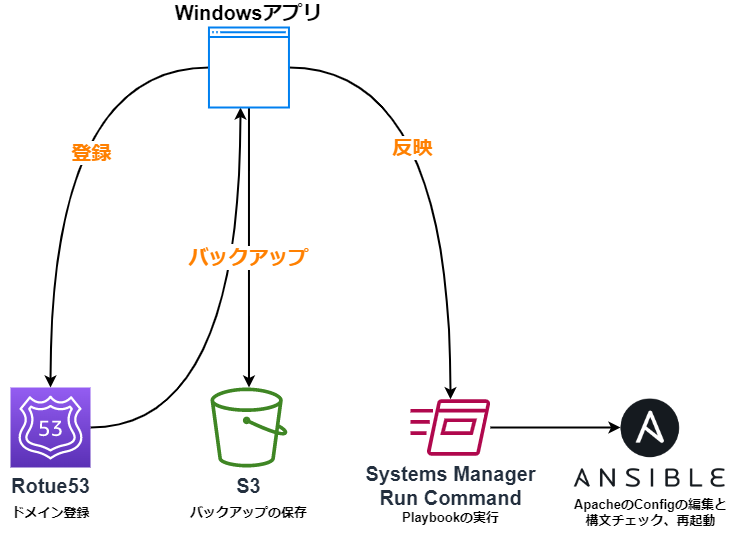 Windowsアプリ
登録
反映
バックアップ
53
Rotue53
ドメイン登録
S3
バックアップの保存
Systems Manager
Run Command
Playbookの実行
A
ANSIBLE
ApacheのConfigの編集と
構文チェック、再起動